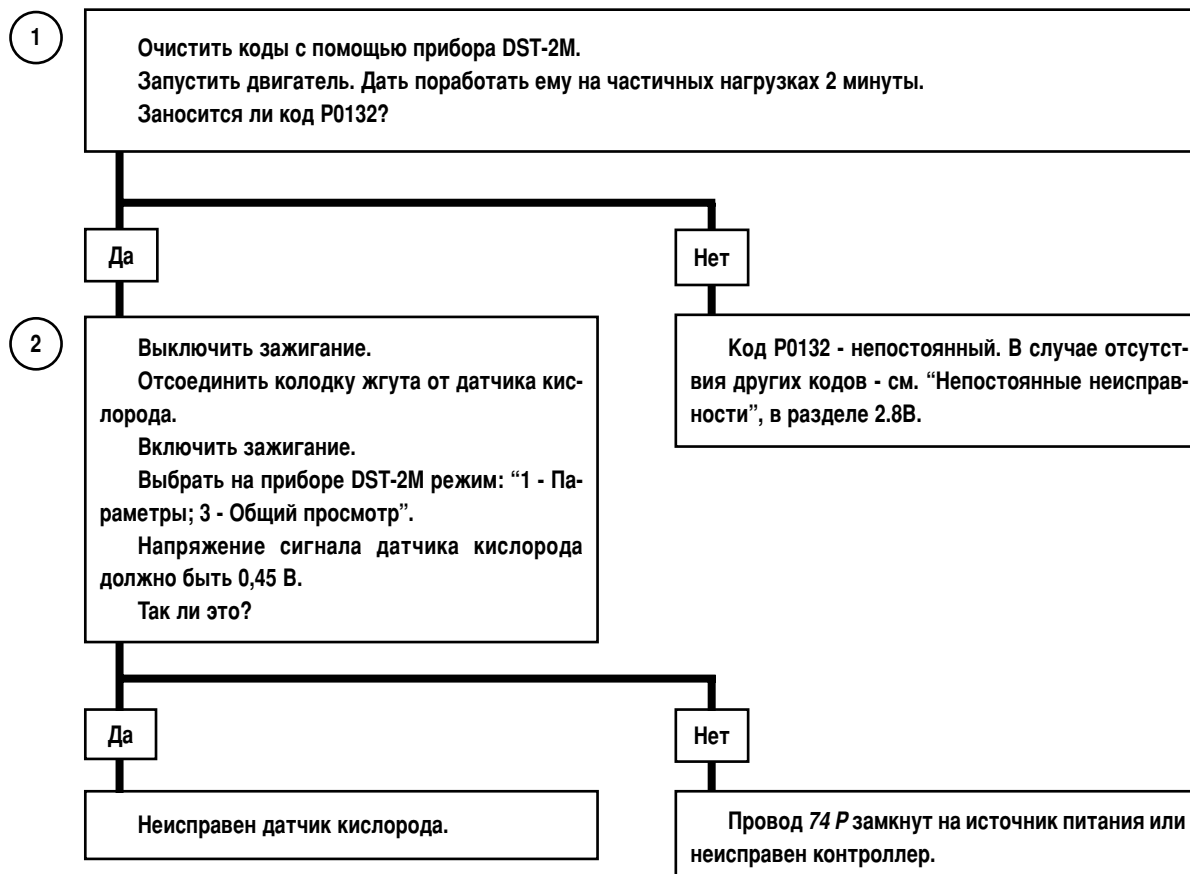 1
Очистить коды с помощью прибора DST-2M.
Запустить двигатель. Дать поработать ему на частичных нагрузках 2 минуты.
Заносится ли код P0132?
Да
Нет
2
Выключить зажигание.
Отсоединить колодку жгута от датчика кис-
лорода.
Включить зажигание.
Выбрать на приборе DST-2M режим: “1 - Па-
раметры; 3 - Общий просмотр”.
Напряжение сигнала датчика кислорода
должно быть 0,45 В.
Так ли это?
Код P0132 - непостоянный. В случае отсутст-
вия других кодов - см. “Непостоянные неисправ-
ности”, в разделе 2.8В.
Да
Нет
Неисправен датчик кислорода.
Провод 74 Р замкнут на источник питания или
неисправен контроллер.